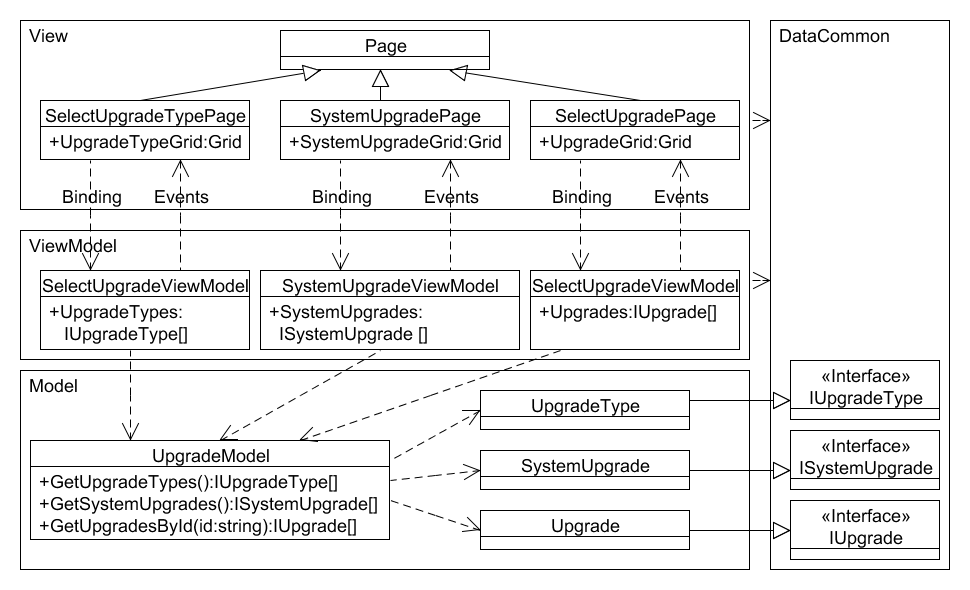 View
Page
SelectUpgradeTypePage
+UpgradeTypeGrid:Grid
SystemUpgradePage
+SystemUpgradeGrid:Grid
SelectUpgradePage
+UpgradeGrid:Grid
Binding
Events
Binding
Events
Binding
Events
DataCommon
ViewModel
SelectUpgradeViewModel
+UpgradeTypes:
IUpgradeType[]
SystemUpgradeViewModel
+SystemUpgrades:
ISystemUpgrade []
SelectUpgradeViewModel
+Upgrades:IUpgrade[]
Model
UpgradeModel
+GetUpgradeTypes():IUpgradeType[]
+GetSystemUpgrades():ISystemUpgrade[]
+GetUpgradesById(id:string):IUpgrade[]
UpgradeType
SystemUpgrade
Upgrade
«Interface»
IUpgradeType
«Interface»
ISystemUpgrade
«Interface»
IUpgrade